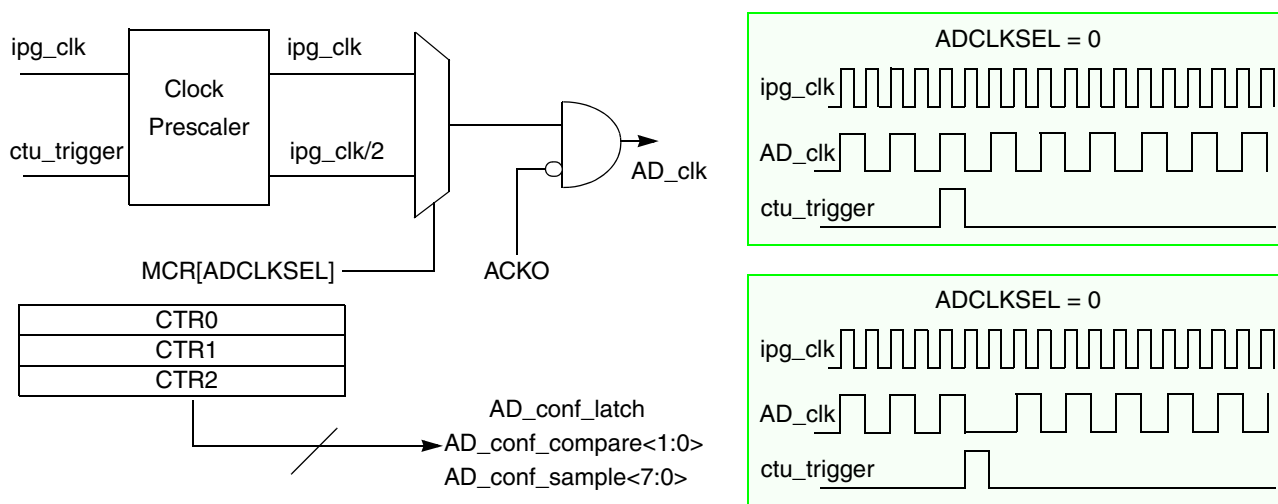 ipg_clk
ctu_trigger
Clock
Prescaler
ipg_clk
ipg_clk/2
AD_clk
MCR[ADCLKSEL]
ACKO
CTR0
CTR1
CTR2
AD_conf_latch
AD_conf_compare<1:0>
AD_conf_sample<7:0>
ADCLKSEL = 0
ipg_clk
AD_clk
ctu_trigger
ADCLKSEL = 0
ipg_clk
AD_clk
ctu_trigger